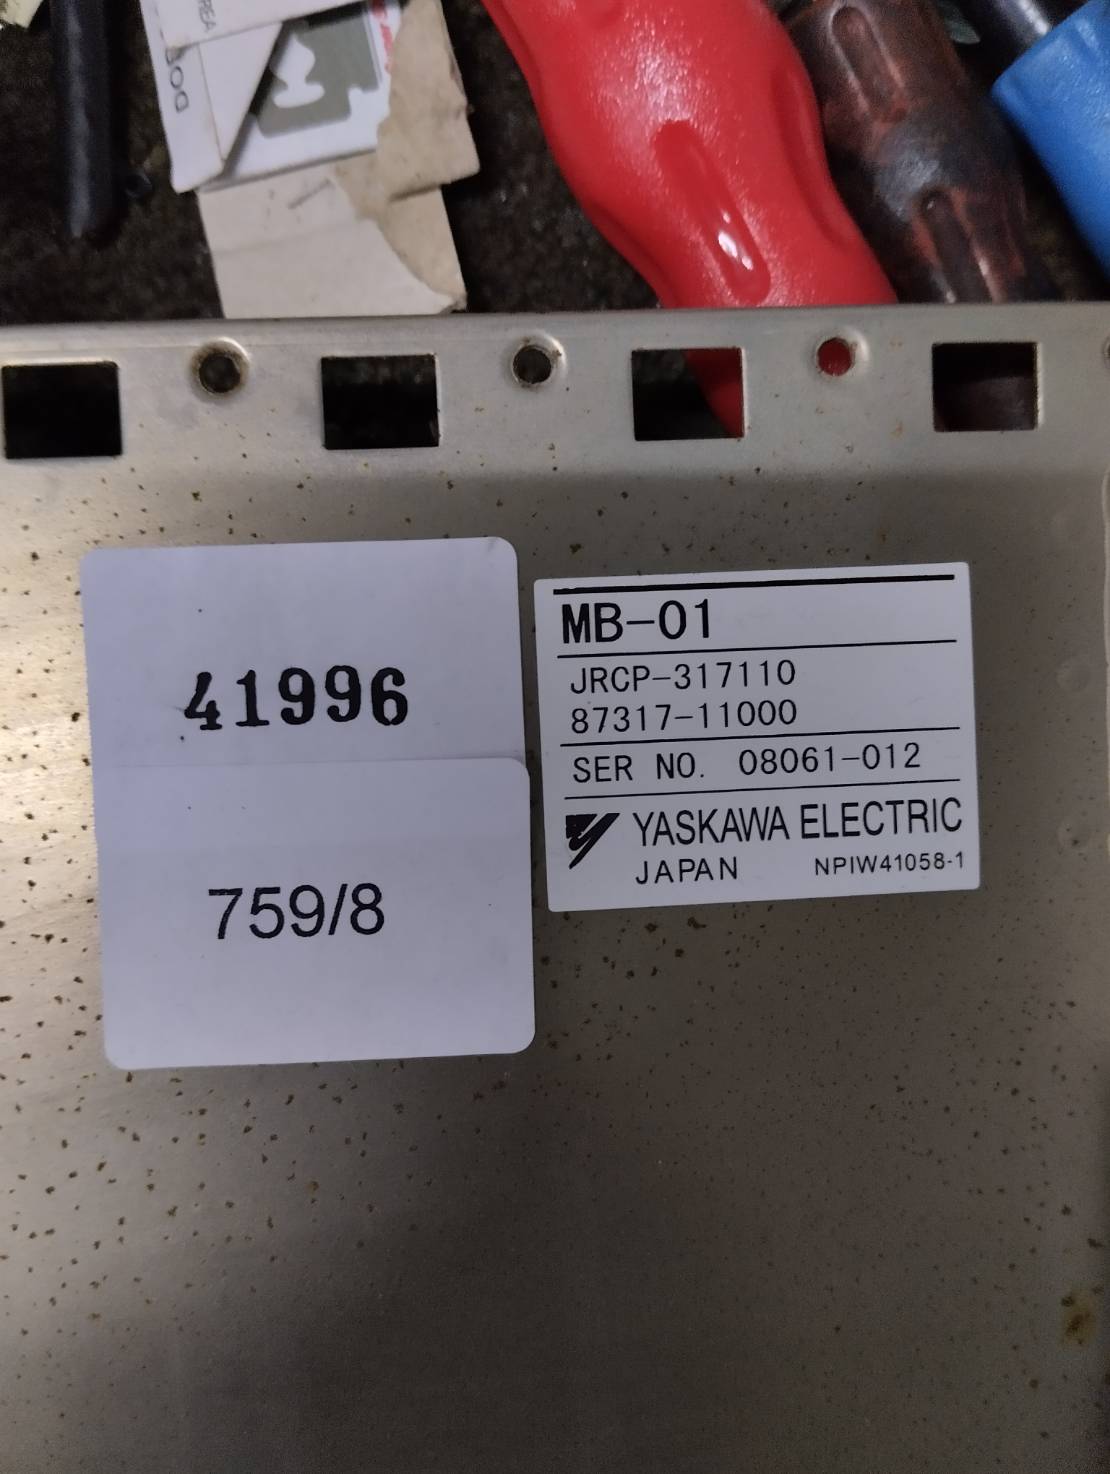 41996
759/8
MB-01
JRCP-317110
87317-11000
SER NO. 08061-012
YASKAWA ELECTRIC
JAPAN NPIW41058-1